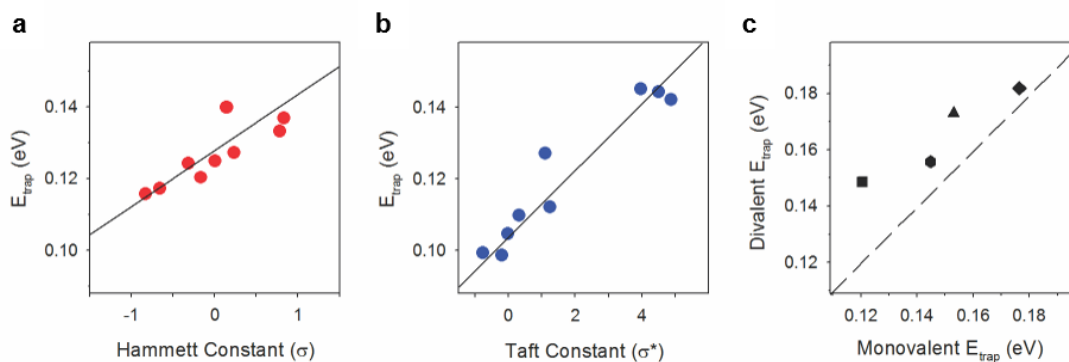 a
E_trap (eV)
0.14
0.12
0.10
-1
0
1
Hammett Constant (σ)
b
E_trap (eV)
0.14
0.12
0.10
0
2
4
Taft Constant (σ*)
c
Divalent E_trap (eV)
0.18
0.16
0.14
0.12
0.12
0.14
0.16
0.18
Monovalent E_trap (eV)